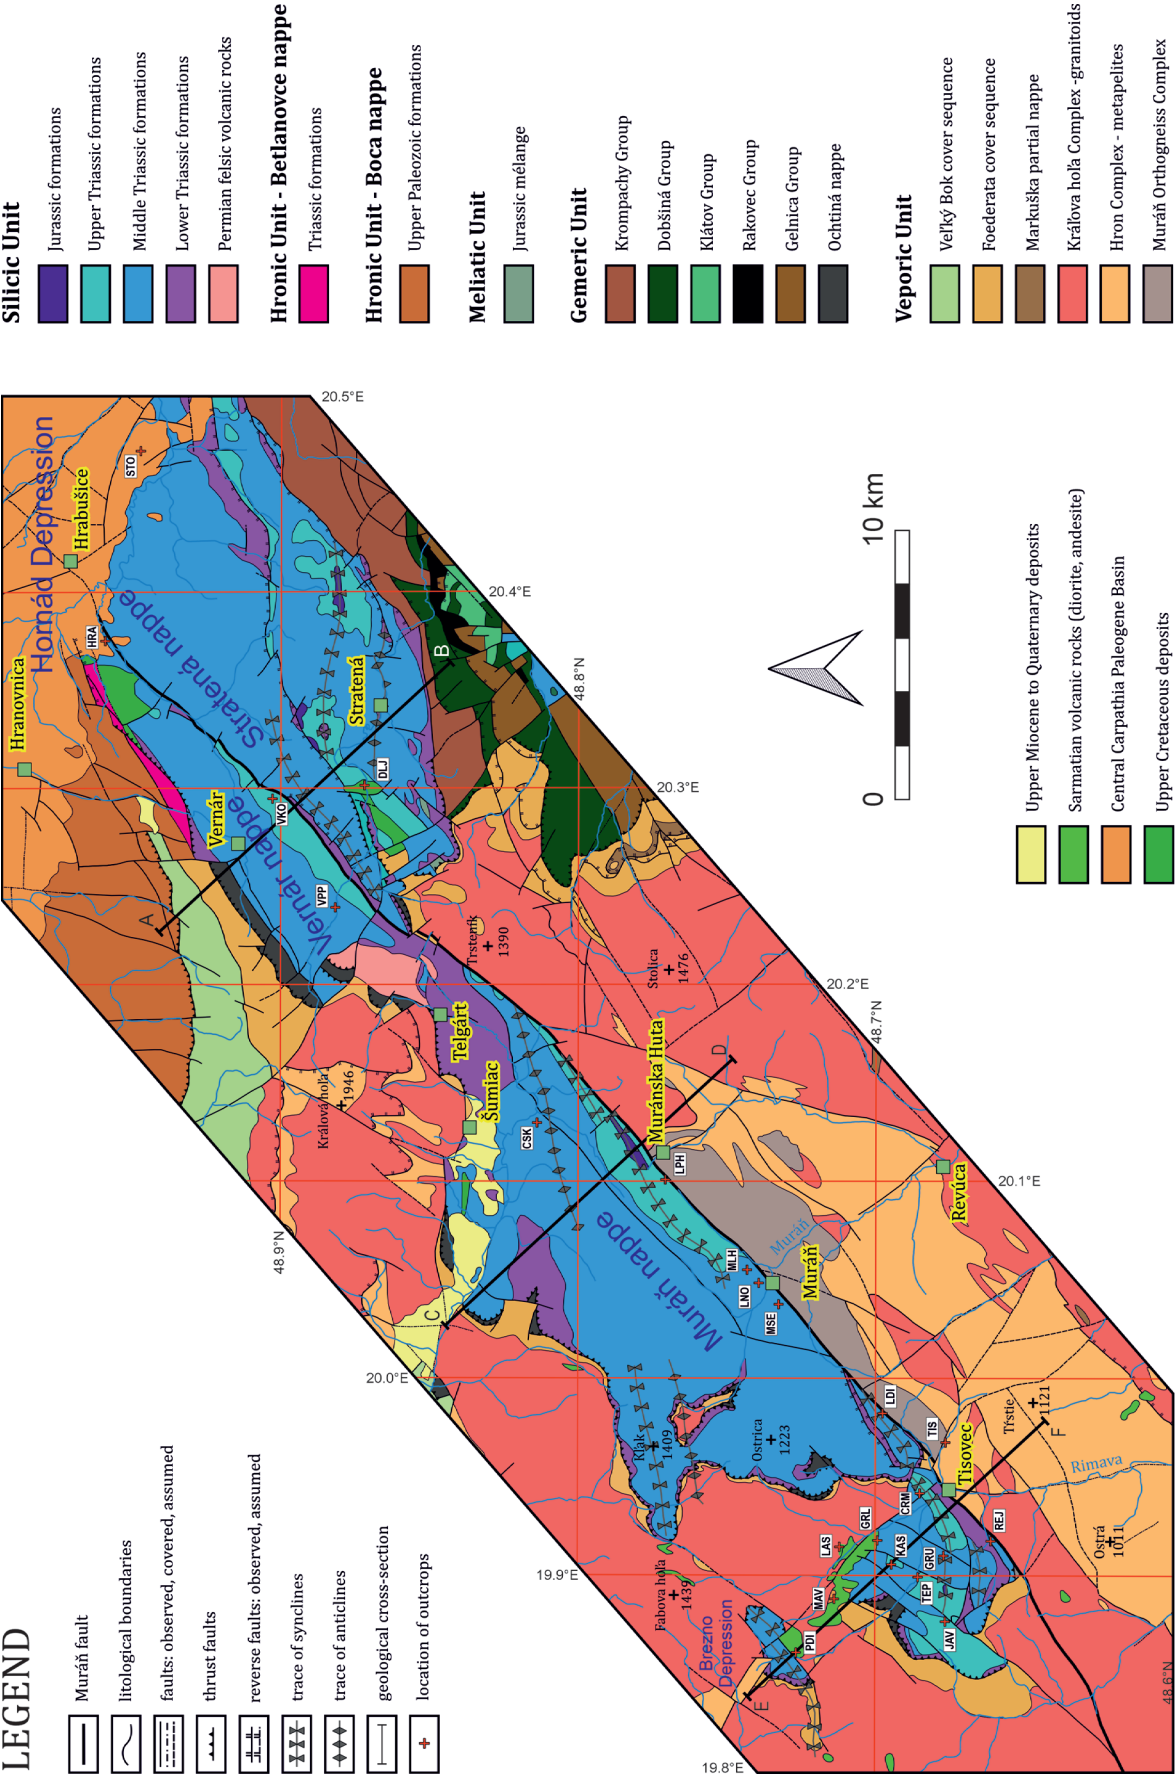 LEGEND
Muráň fault
litological boundaries
faults: observed, covered, assumed
thrust faults
reverse faults: observed, assumed
trace of synclines
trace of anticlines
geological cross-section
location of outcrops
Hornád Depression
Hranovnica
Hrabušice
STO
HRA
Stratená nappe
Vernár
Vernár nappe
Stratená
VKO
DLJ
VPP
A
B
20.5°E
20.4°E
20.3°E
20.2°E
20.1°E
20.0°E
19.9°E
19.8°E
48.9°N
48.8°N
48.7°N
48.6°N
Trsteník
1390
Stolica
1476
Kráľová hoľa
1946
Telgárt
Šumiac
CSK
Muránska Huta
LPH
D
C
Muráň nappe
MLH
LNO
MSE
Muráň
Muráň
Revúca
Kľak
1409
Ostrica
1223
LDI
TIS
Tisovec
Tŕstie
1121
F
Rimava
Ostrá
1011
Fabova hoľa
1439
Brezno
Depression
E
PDI
MAV
LAS
GRL
KAS
CRM
GRU
TEP
JAV
REJ
0
10 km
Upper Miocene to Quaternary deposits
Sarmatian volcanic rocks (diorite, andesite)
Central Carpathia Paleogene Basin
Upper Cretaceous deposits
Silicic Unit
Jurassic formations
Upper Triassic formations
Middle Triassic formations
Lower Triassic formations
Permian felsic volcanic rocks
Hronic Unit - Betlanovce nappe
Triassic formations
Hronic Unit - Boca nappe
Upper Paleozoic formations
Meliatic Unit
Jurassic mélange
Gemeric Unit
Krompachy Group
Dobšiná Group
Klátov Group
Rakovec Group
Gelnica Group
Ochtiná nappe
Veporic Unit
Veľký Bok cover sequence
Foederata cover sequence
Markuška partial nappe
Kráľova hoľa Complex -granitoids
Hron Complex - metapelites
Muráň Orthogneiss Complex